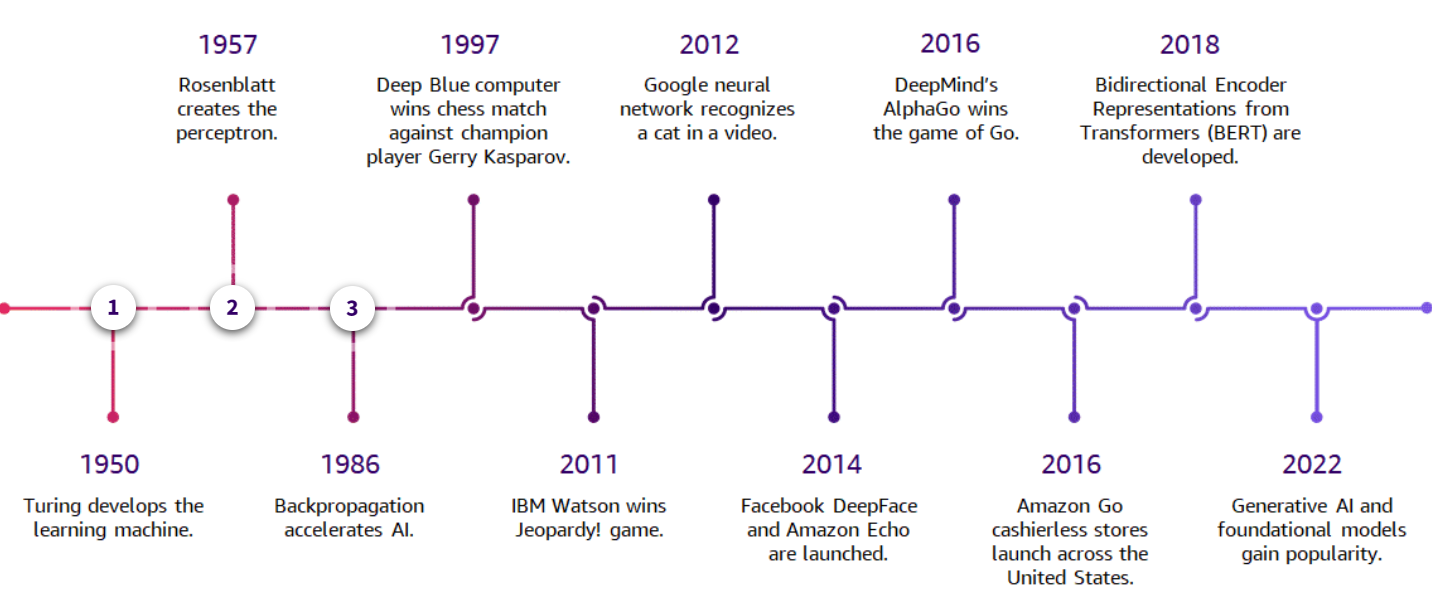 1957
Rosenblatt
creates the
perceptron.
1997
Deep Blue computer
wins chess match
against champion
player Gerry Kasparov.
2012
Google neural
network recognizes
a cat in a video.
2016
DeepMind's
AlphaGo wins
the game of Go.
2018
Bidirectional Encoder
Representations from
Transformers (BERT) are
developed.
1
2
3
1950
Turing develops the
learning machine.
1986
Backpropagation
accelerates AI.
2011
IBM Watson wins
Jeopardy! game.
2014
Facebook DeepFace
and Amazon Echo
are launched.
2016
Amazon Go
cashierless stores
launch across the
United States.
2022
Generative AI and
foundational models
gain popularity.